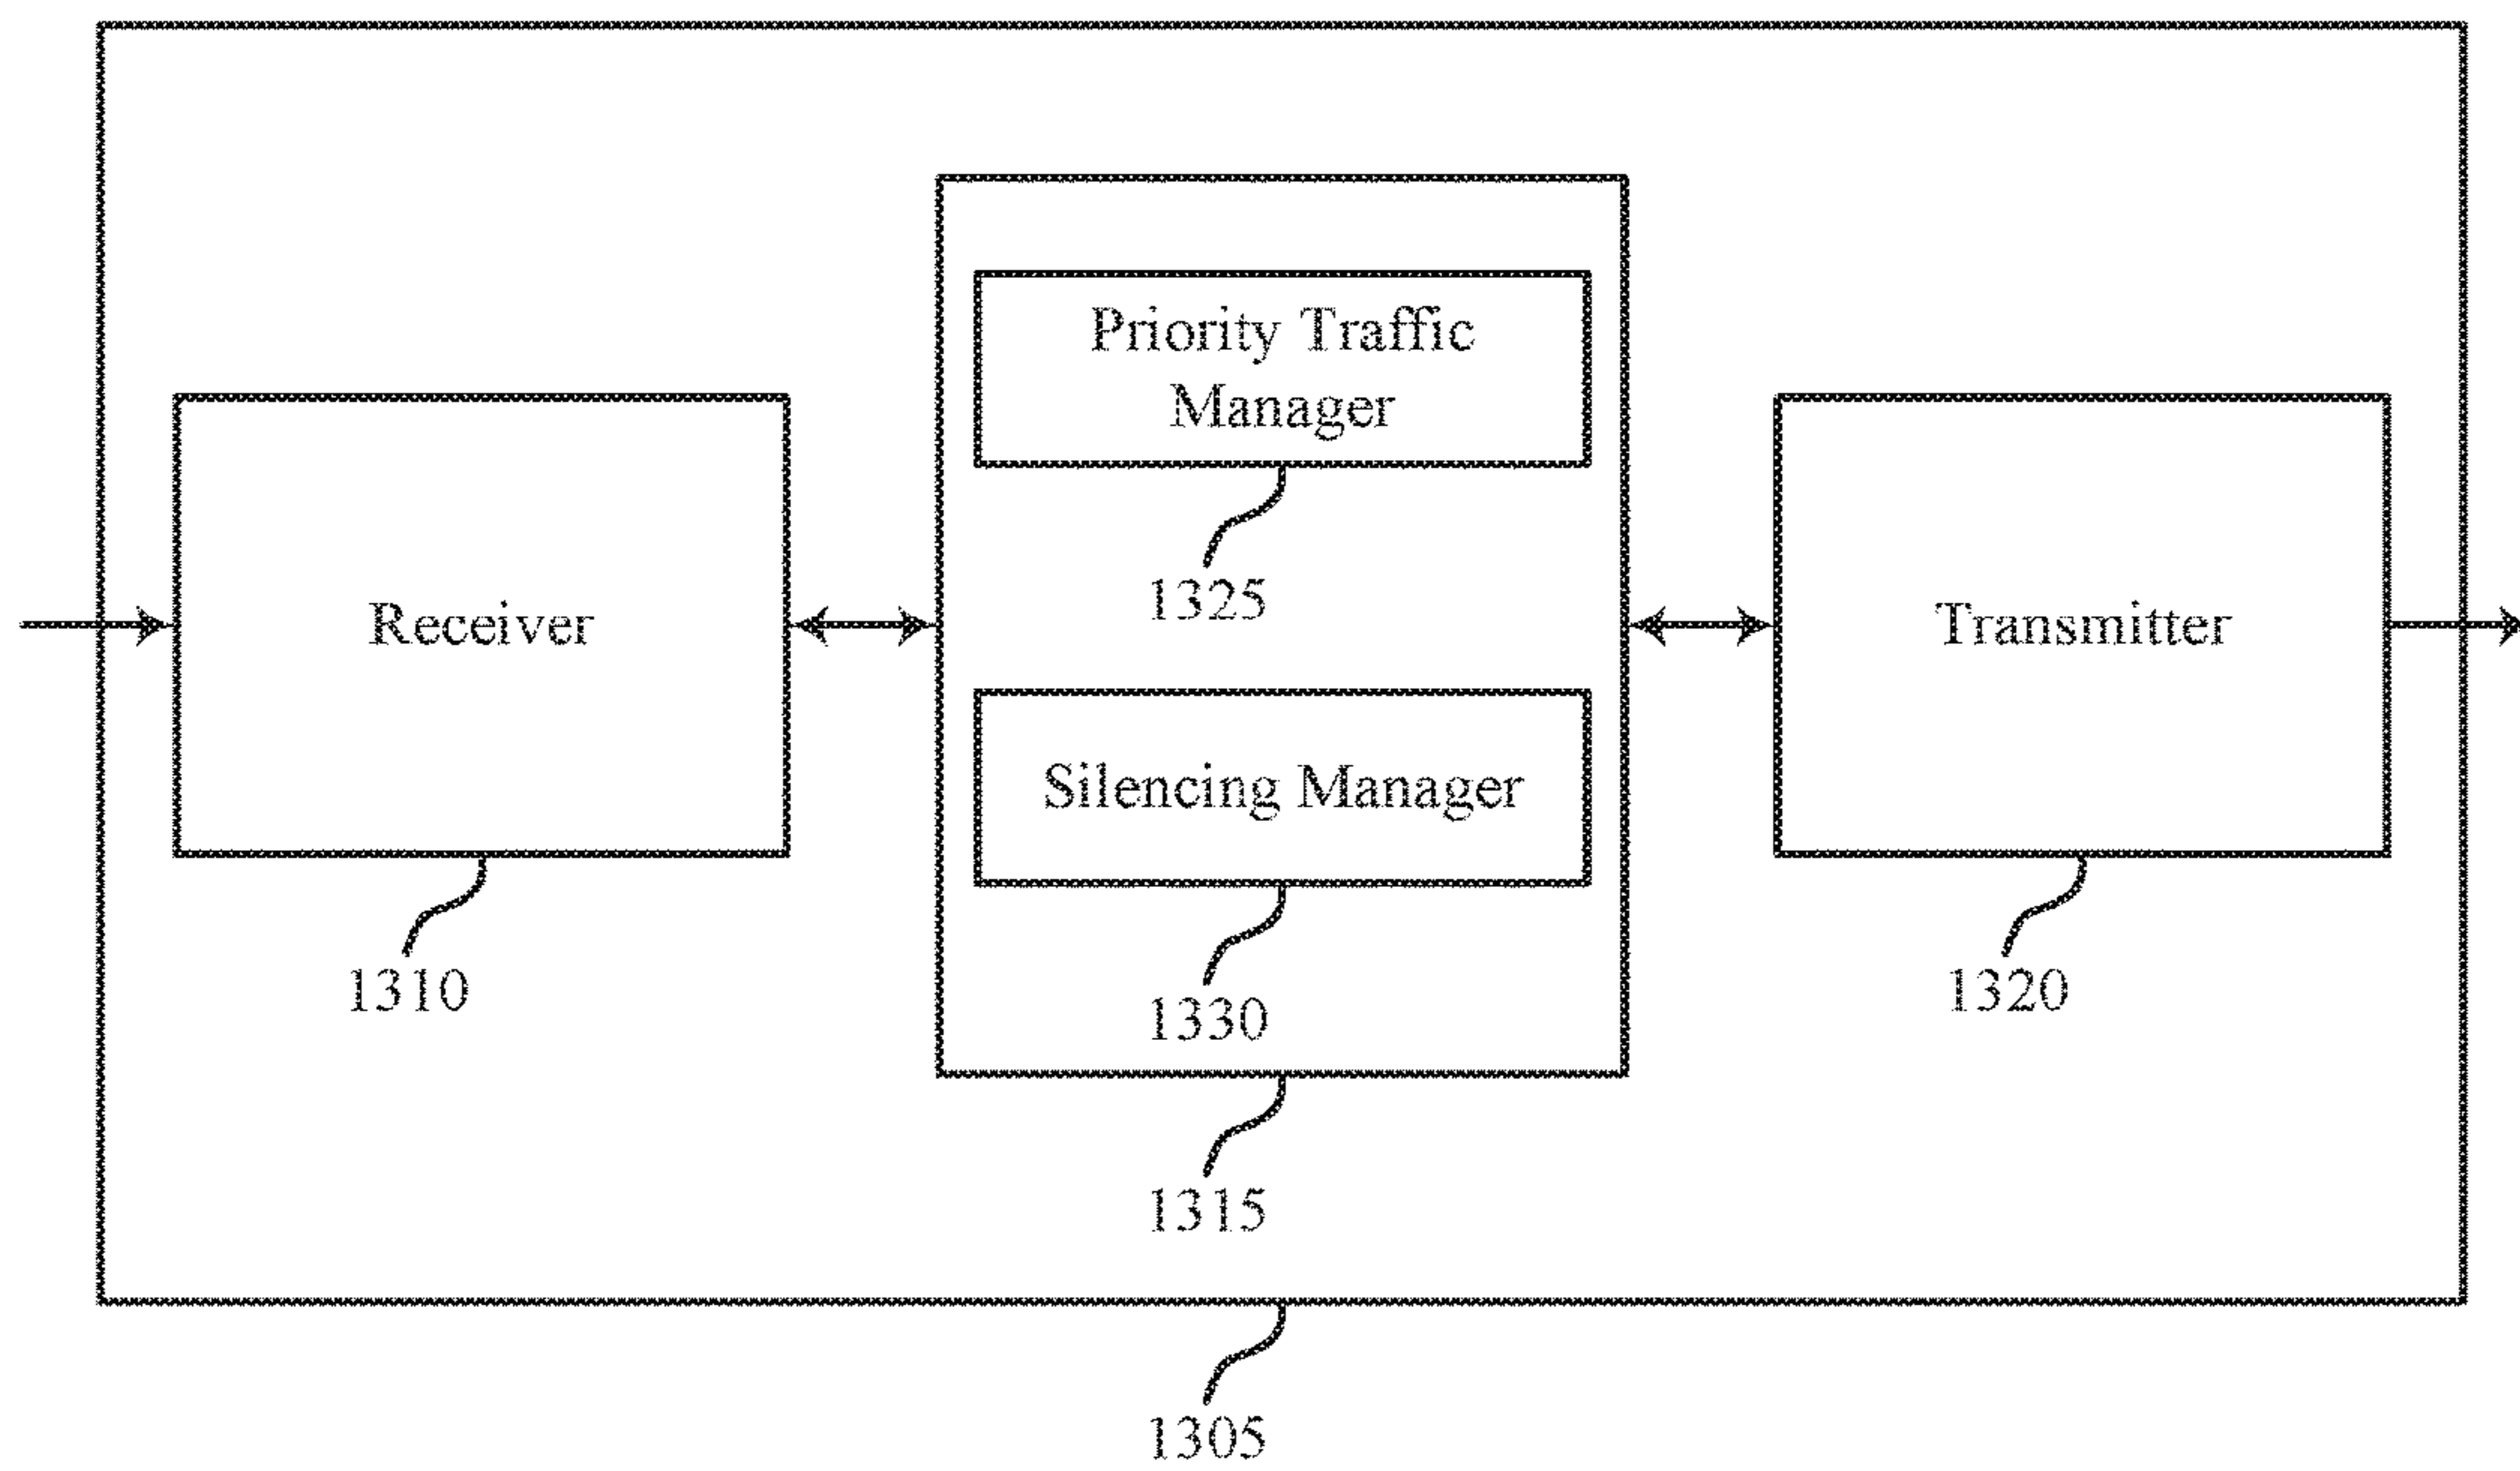 Priority Traffic
Manager
1325
Receiver
Transmitter
Silencing Manager
1310
1330
1320
1315
1305